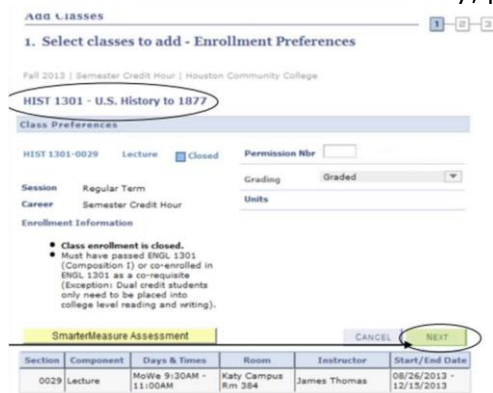 Add Classes
1 2 3
1. Select classes to add - Enrollment Preferences
Fall 2013 | Semester Credit Hour | Houston Community College
HIST 1301 - U.S. History to 1877
Class Preferences
HIST 1301-0029 Lecture Closed
Permission Nbr
Grading Graded
Session Regular Term
Units
Career Semester Credit Hour
Enrollment Information
• Class enrollment is closed.
• Must have passed ENGL 1301
(Composition I) or co-enrolled in
ENGL 1301 as a co-requisite
(Exception: Dual credit students
only need to be placed into
college level reading and writing).
SmarterMeasure Assessment
CANCEL NEXT
Section Component Days & Times Room Instructor Start/End Date
0029 Lecture MoWe 9:30AM - 11:00AM Katy Campus Rm 384 James Thomas 08/26/2013 - 12/15/2013